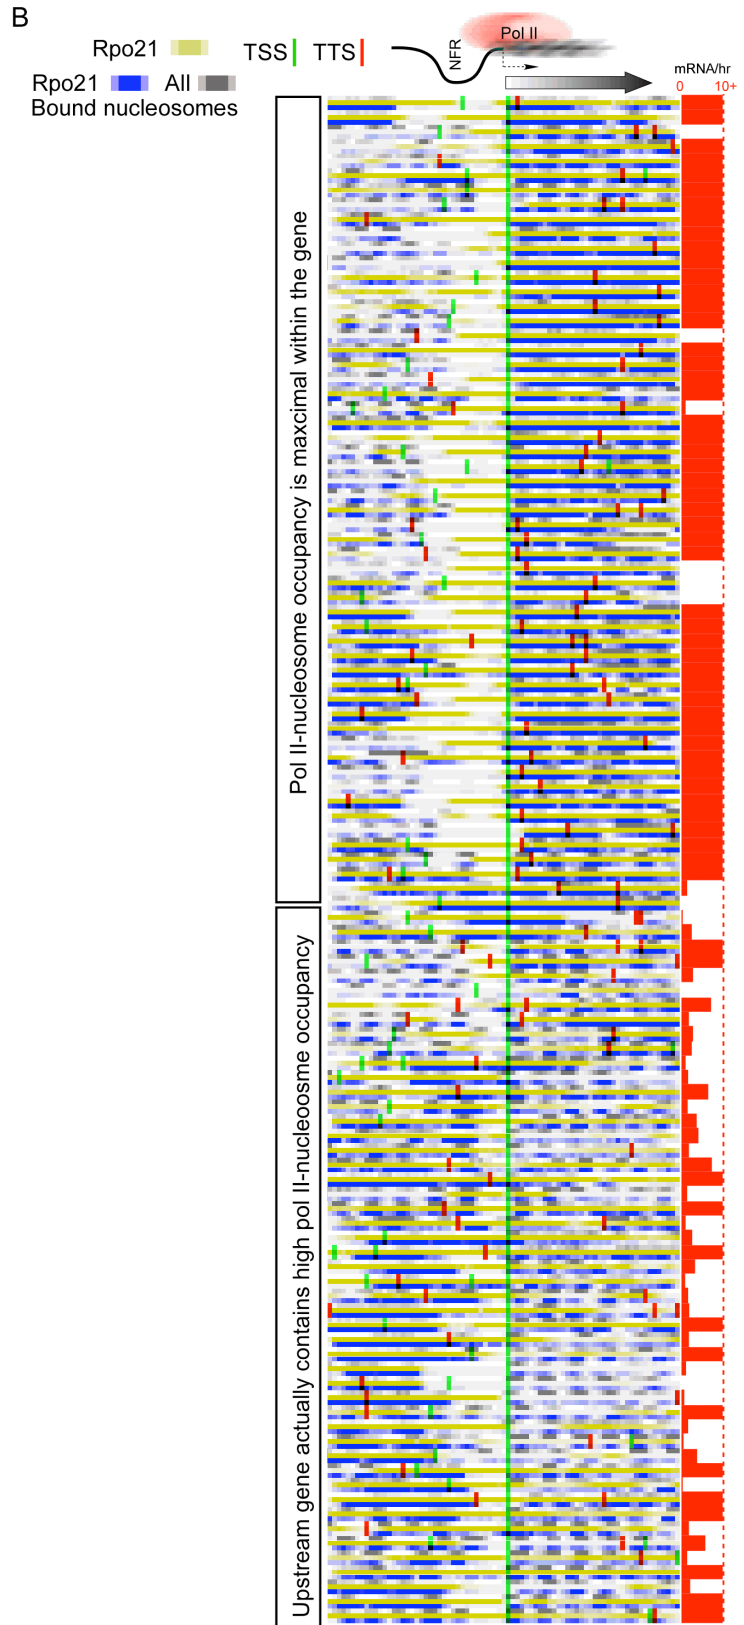 B
Rpo21
TSS
TTS
NFR
Pol II
Rpo21
All
Bound nucleosomes
mRNA/hr
0
10+
Pol II-nucleosome occupancy is maxcimal within the gene
Upstream gene actually contains high pol II-nucleoosme occupancy